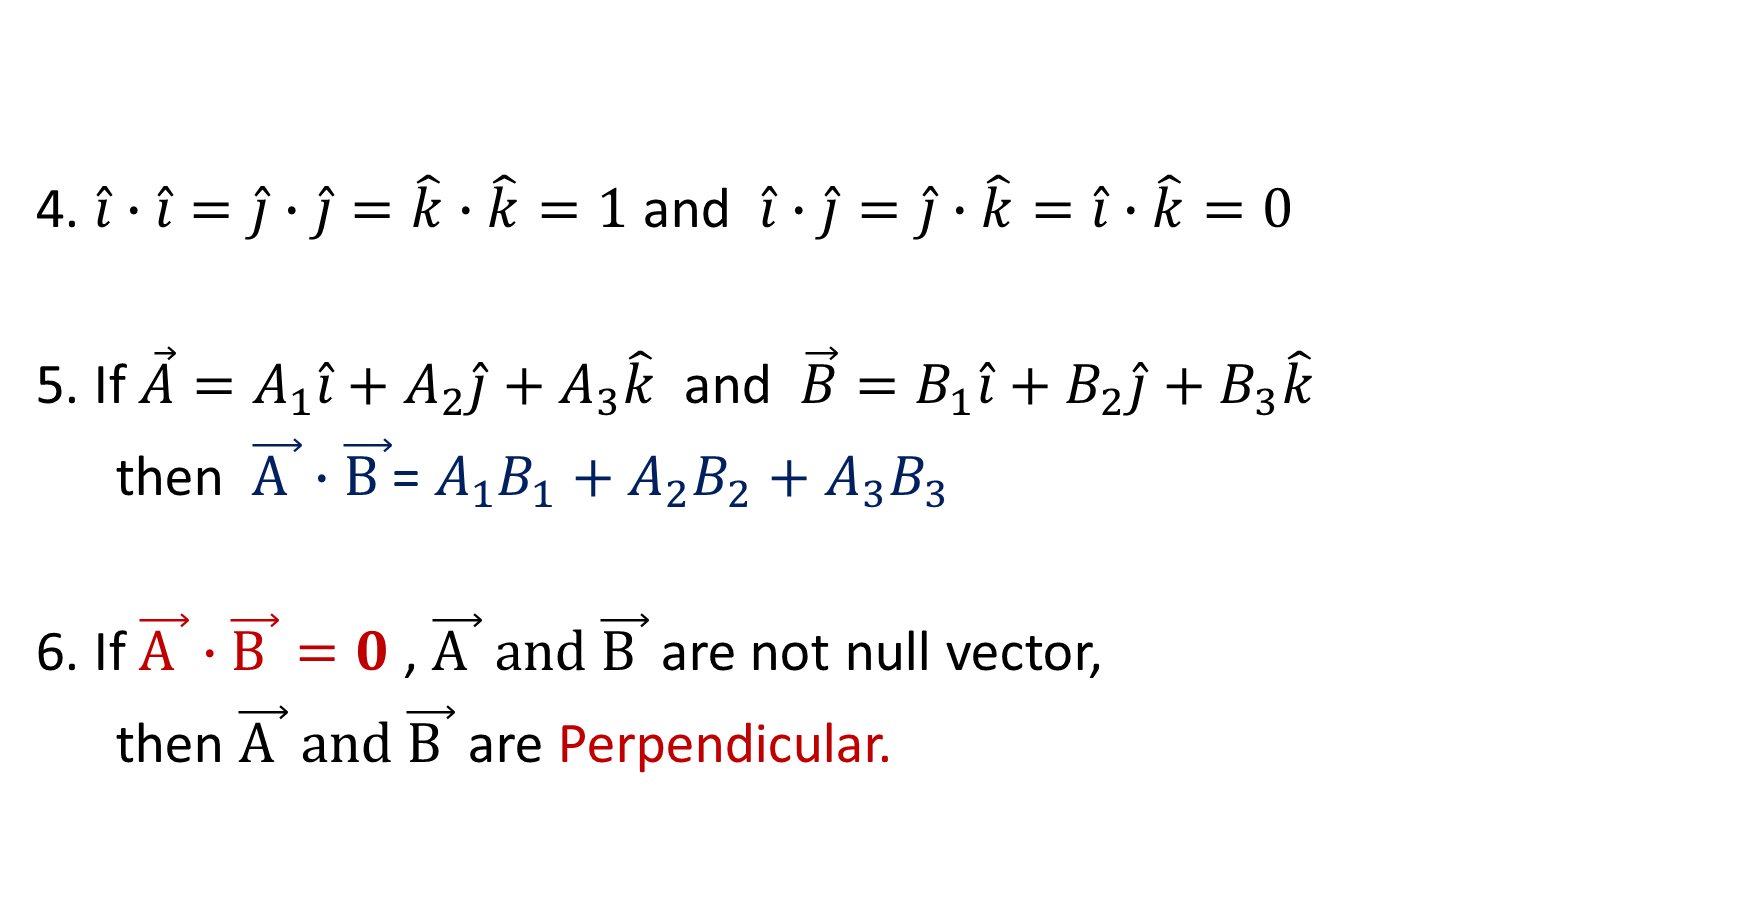 4. î · î = ĵ · ĵ = k̂ · k̂ = 1 and î · ĵ = ĵ · k̂ = î · k̂ = 0
5. If A⃗ = A₁î + A₂ĵ + A₃k̂ and B⃗ = B₁î + B₂ĵ + B₃k̂
then A⃗ · B⃗ = A₁B₁ + A₂B₂ + A₃B₃
6. If A⃗ · B⃗ = 0 , A⃗ and B⃗ are not null vector,
then A⃗ and B⃗ are Perpendicular.